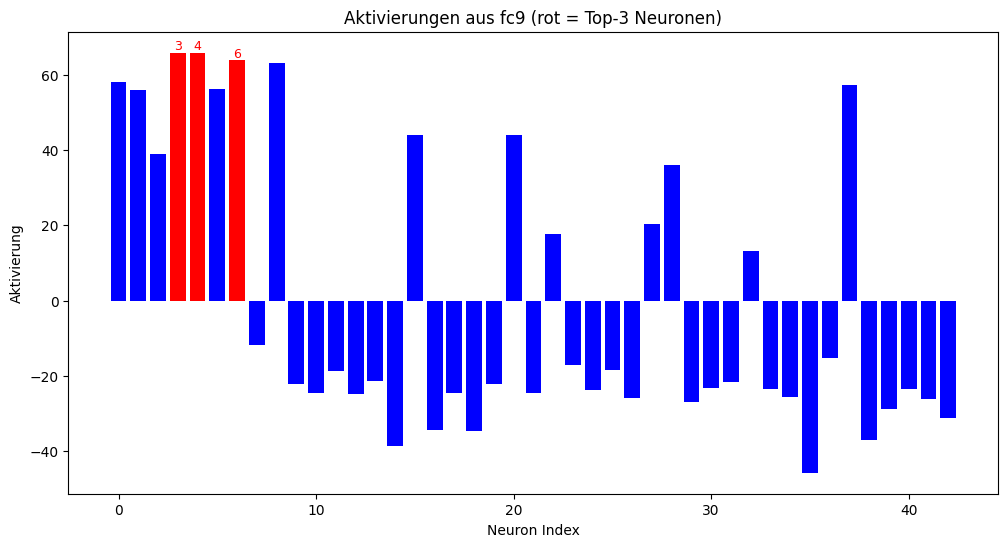 Aktivierungen aus fc9 (rot = Top-3 Neuronen)
3 4 6
60
40
20
0
−20
−40
Aktivierung
0 10 20 30 40
Neuron Index